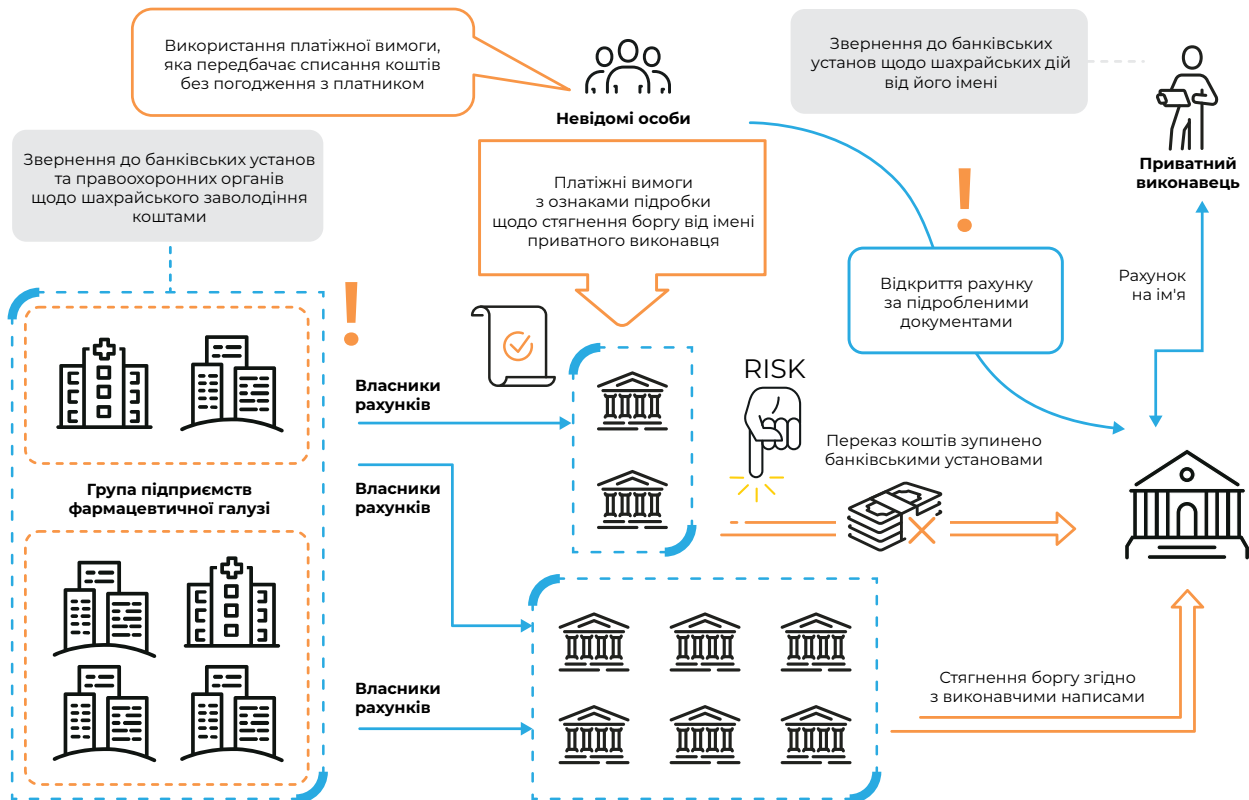 Використання платіжної вимоги,
яка передбачає списання коштів
без погодження з платником
Невідомі особи
Звернення до банківських
установ щодо шахрайських дій
від його імені
Приватний
виконавець
Звернення до банківських установ
та правоохоронних органів
щодо шахрайського заволодіння
коштами
Платіжні вимоги
з ознаками підробки
щодо стягнення боргу від імені
приватного виконавця
!
Відкриття рахунку
за підробленими
документами
Рахунок
на ім'я
!
Власники
рахунків
RISK
Переказ коштів зупинено
банківськими установами
Група підприємств
фармацевтичної галузі
Власники
рахунків
Власники
рахунків
Стягнення боргу згідно
з виконавчими написами